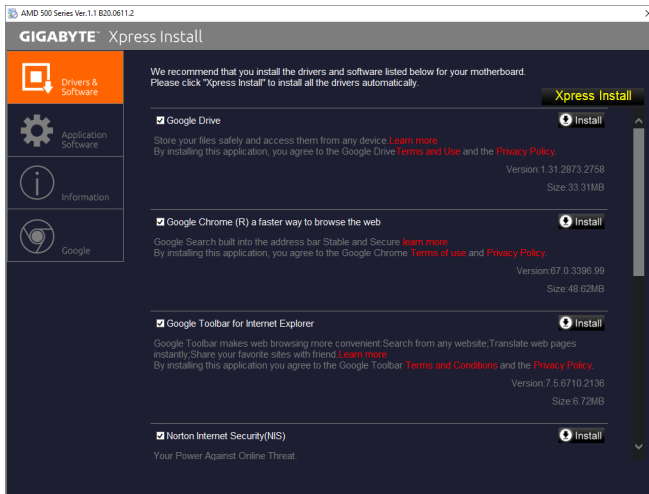 AMD 500 Series Ver.1.1 B20.0611.2
GIGABYTE™ Xpress Install
Drivers &
Software
Application
Software
Information
Google
We recommend that you install the drivers and software listed below for your motherboard.
Please click "Xpress Install" to install all the drivers automatically.
Xpress Install
Google Drive
Install
Store your files safely and access them from any device.Learn more
By installing this application, you agree to the Google DriveTerms and Use and the Privacy Policy.
Version:1.31.2873.2758
Size:33.31MB
Google Chrome (R) a faster way to browse the web
Install
Google Search built into the address bar Stable and Secure learn more
By installing this application, you agree to the Google Chrome Terms of use and Privacy Policy.
Version:67.0.3396.99
Size:48.62MB
Google Toolbar for Internet Explorer
Install
Google Toolbar makes web browsing more convenient:Search from any website;Translate web pages
instantly;Share your favorite sites with friend.Learn more
By installing this application you agree to the Google Toolbar Terms and Conditions and the Privacy Policy.
Version:7.5.6710.2136
Size:6.72MB
Norton Internet Security(NIS)
Install
Your Power Against Online Threat.